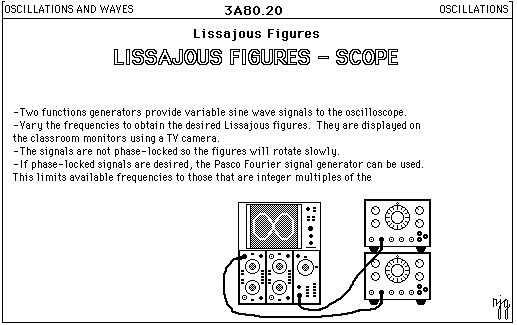 OSCILLATIONS AND WAVES 3A80.20 OSCILLATIONS
Lissajous Figures
LISSAJOUS FIGURES - SCOPE
-Two functions generators provide variable sine wave signals to the oscilloscope.
-Vary the frequencies to obtain the desired Lissajous figures. They are displayed on
the classroom monitors using a TV camera.
-The signals are not phase-locked so the figures will rotate slowly.
-If phase-locked signals are desired, the Pasco Fourier signal generator can be used.
This limits available frequencies to those that are integer multiples of the